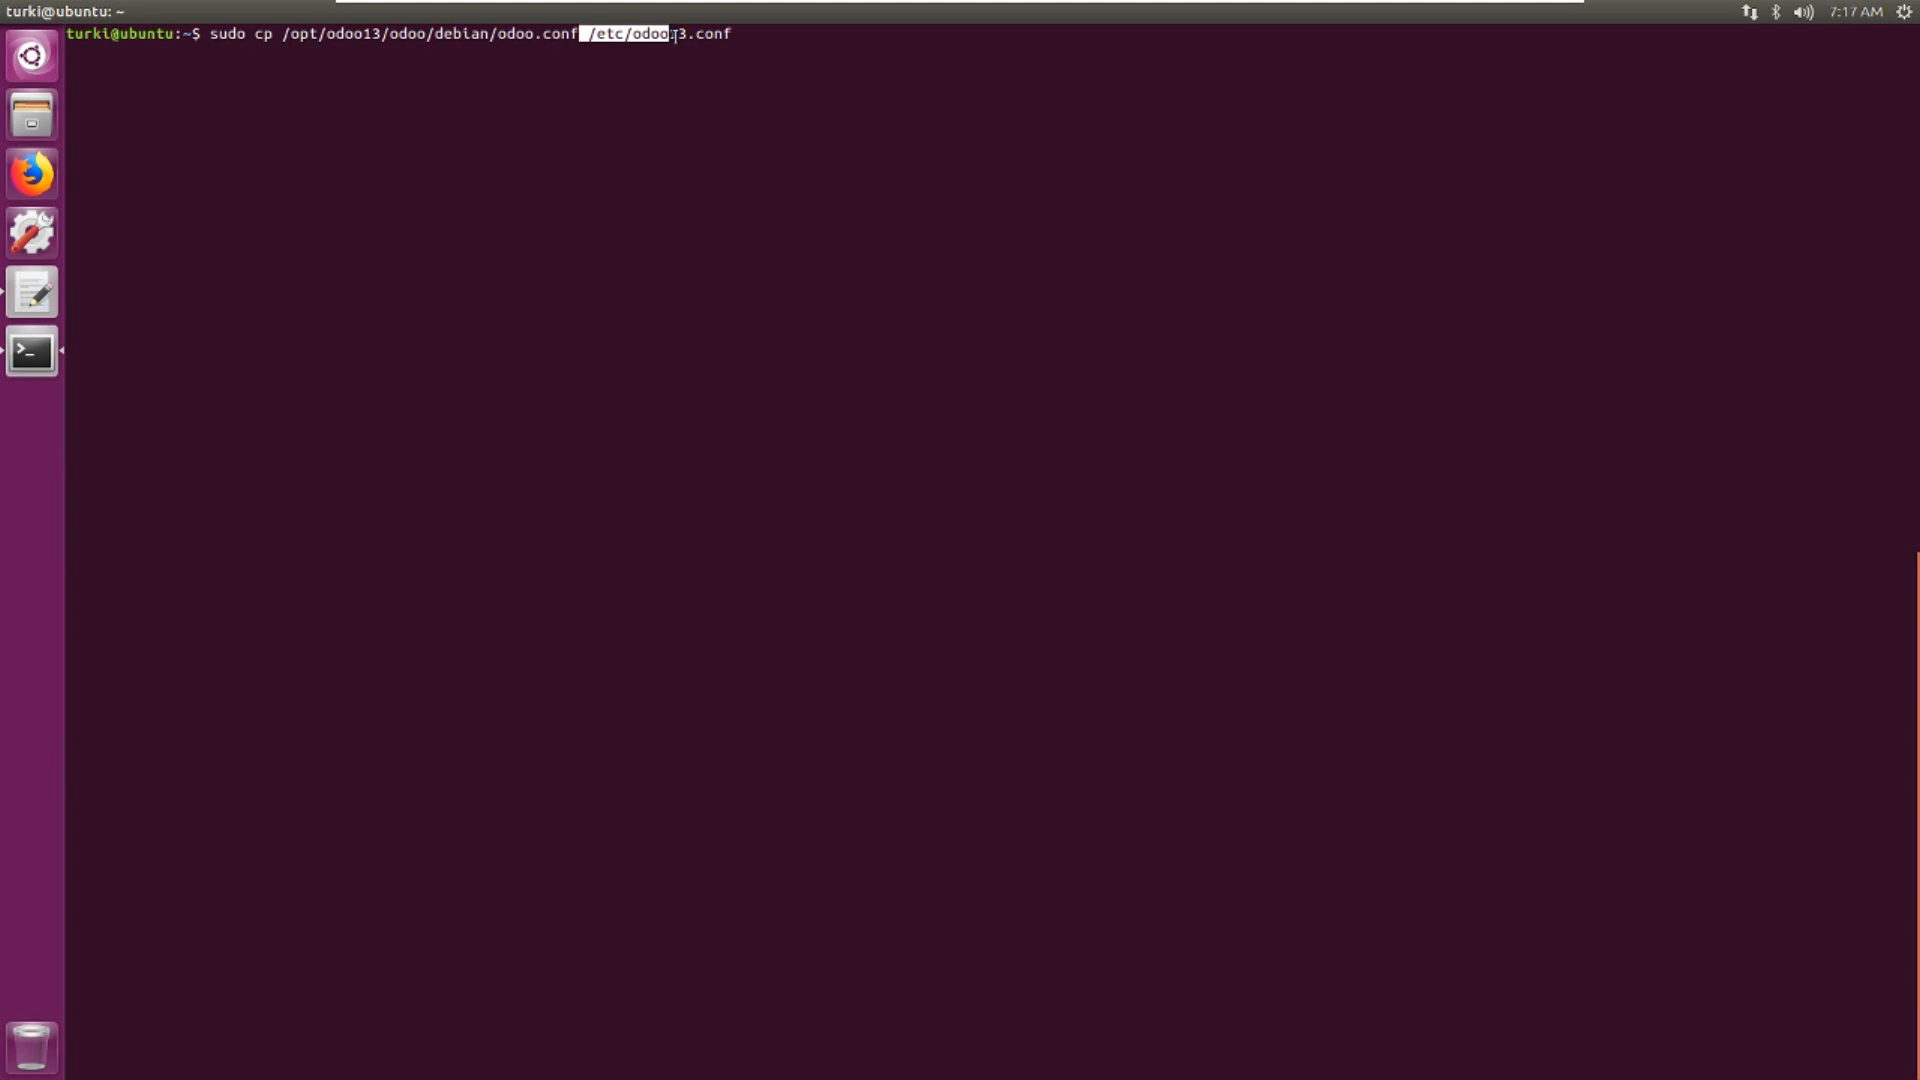 turki@ubuntu: ~
7:17 AM
turki@ubuntu:~$ sudo cp /opt/odoo13/odoo/debian/odoo.conf /etc/odoo13.conf